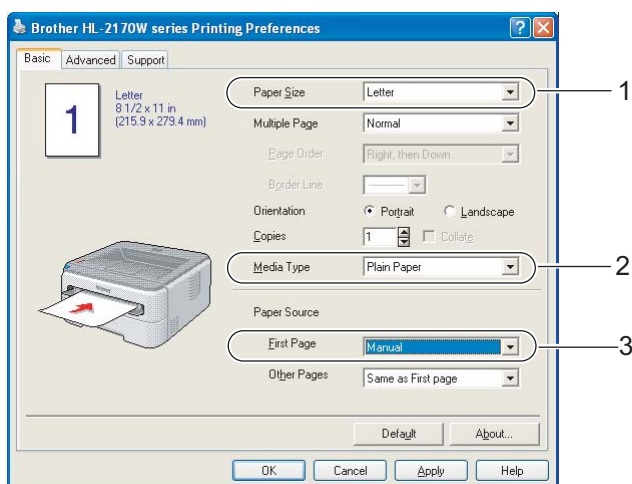 Brother HL-2170W series Printing Preferences
Basic Advanced Support
1
Letter
8 1/2 x 11 in
(215.9 x 279.4 mm)
Paper Size Letter 1
Multiple Page Normal
Page Order Right, then Down
Border Line
Orientation Portrait Landscape
Copies 1 Collate
Media Type Plain Paper 2
Paper Source
First Page Manual 3
Other Pages Same as First page
Default About...
OK Cancel Apply Help